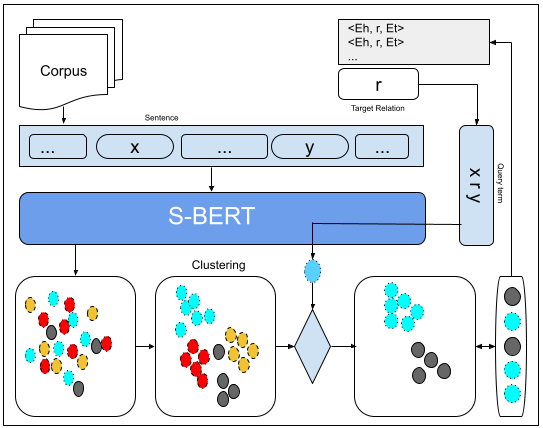 <Eh, r, Et>
<Eh, r, Et>
...
Corpus
r
Target Relation
Sentence
... x ... y ...
x r y
Query term
S-BERT
Clustering